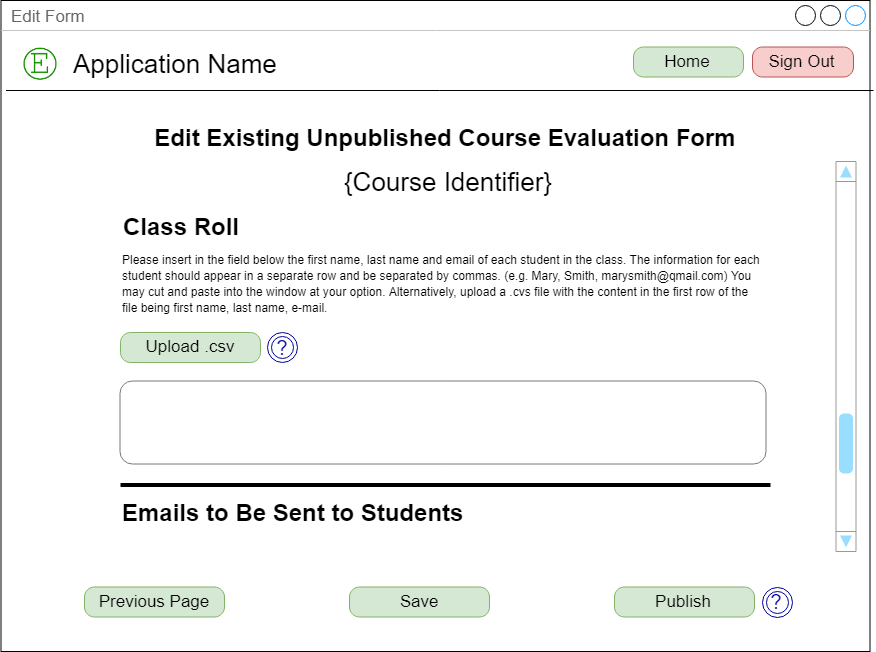 Edit Form
E
Application Name
Home
Sign Out
Edit Existing Unpublished Course Evaluation Form
{Course Identifier}
Class Roll
Please insert in the field below the first name, last name and email of each student in the class. The information for each
student should appear in a separate row and be separated by commas. (e.g. Mary, Smith, marysmith@qmail.com) You
may cut and paste into the window at your option. Alternatively, upload a .cvs file with the content in the first row of the
file being first name, last name, e-mail.
Upload .csv
?
Emails to Be Sent to Students
Previous Page
Save
Publish
?